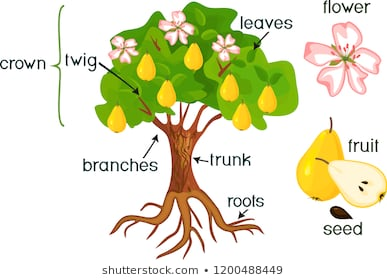 flower
leaves
crown
twig
branches
trunk
fruit
roots
seed
shutterstock.com • 1200488449